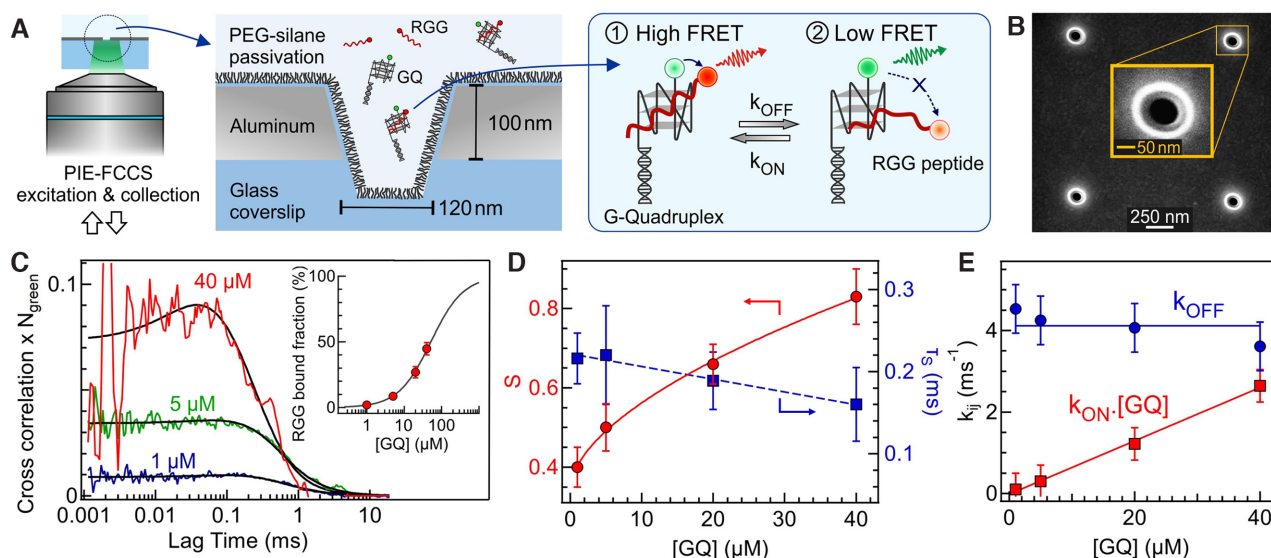 A
PIE-FCCS
excitation & collection
PEG-silane
passivation
RGG
GQ
Aluminum
100 nm
Glass
coverslip
120 nm
① High FRET
② Low FRET
kOFF
kON
X
RGG peptide
G-Quadruplex
B
50 nm
250 nm
C
Cross correlation x Ngreen
0.1
0
40 µM
5 µM
1 µM
0.001
0.01
0.1
1
10
Lag Time (ms)
RGG bound fraction (%)
100
50
0
1
10
100
[GQ] (µM)
D
S
0.8
0.6
0.4
0
10
20
30
40
[GQ] (µM)
0.3
0.2
0.1
τS (ms)
E
kij (ms-1)
4
2
0
kOFF
kON.[GQ]
0
20
40
[GQ] (µM)